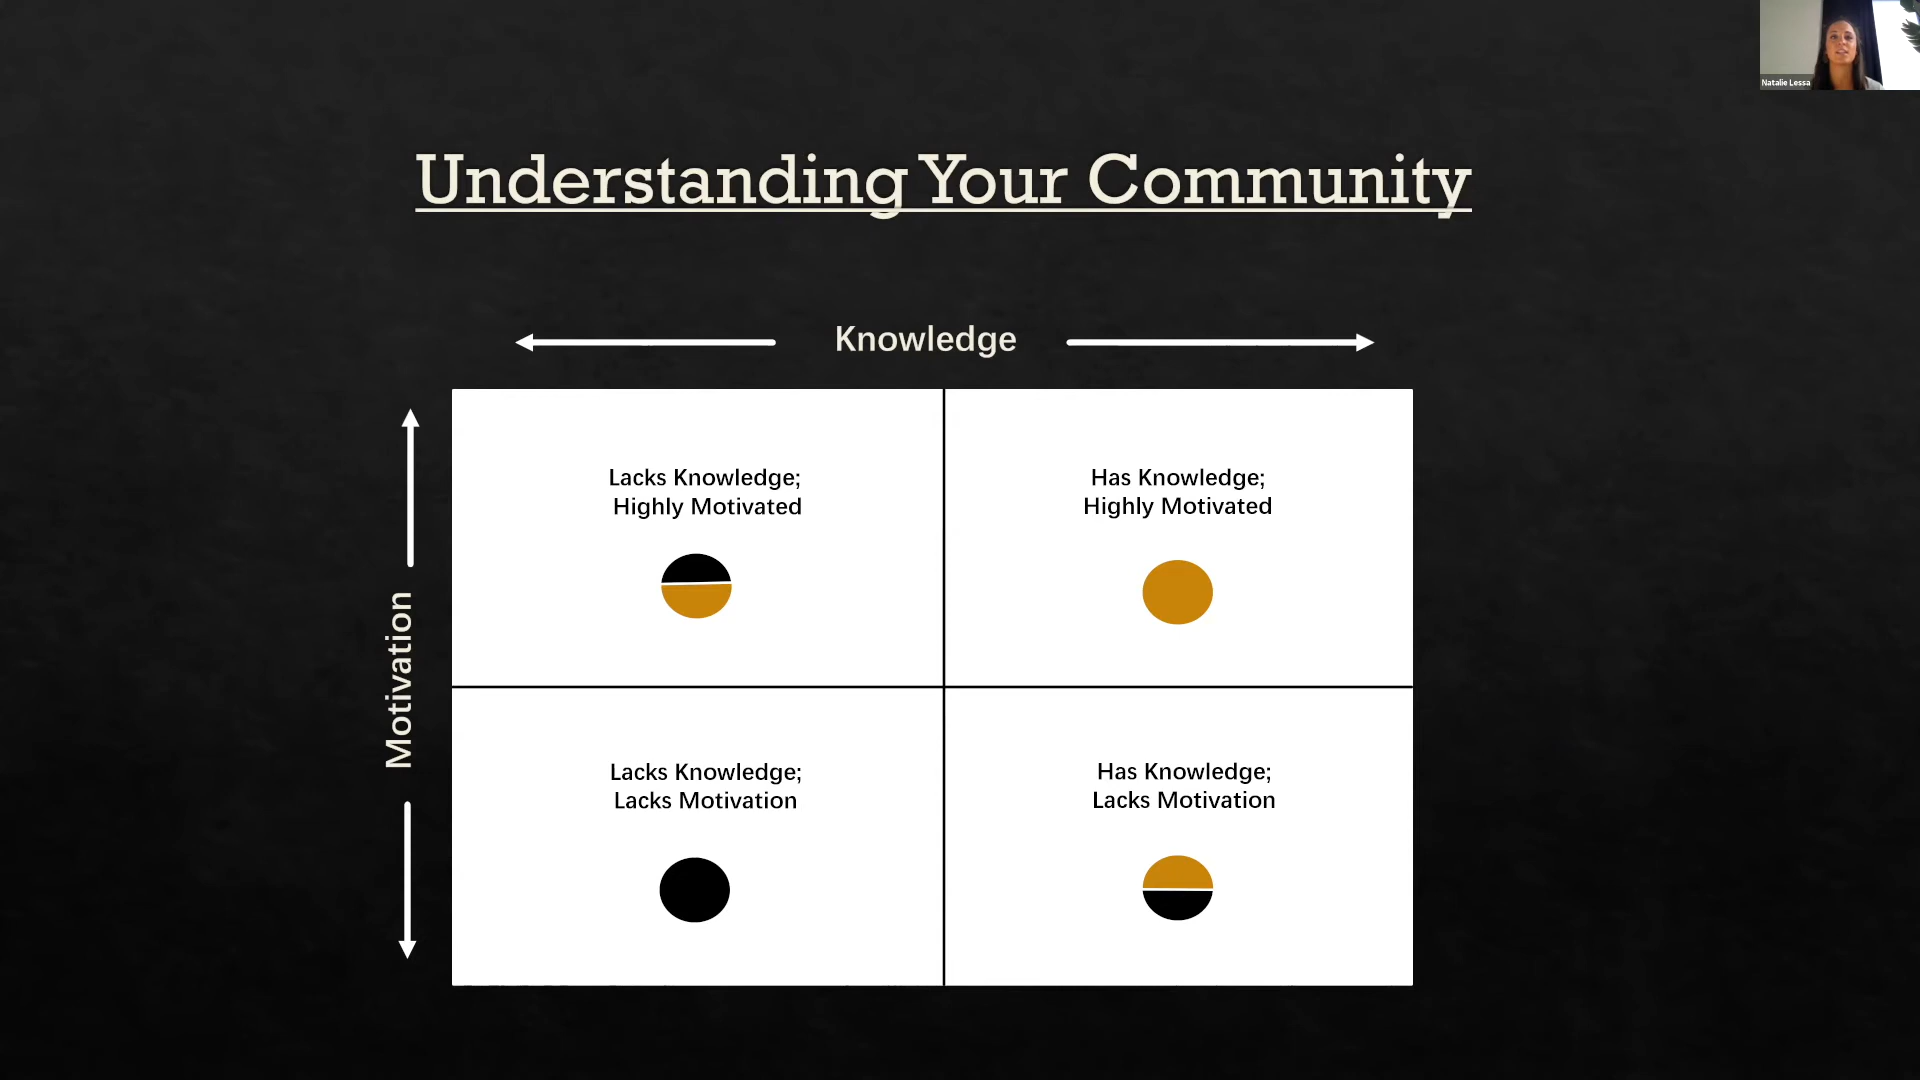 Natalie Lessa
Understanding Your Community
Knowledge
Motivation
Lacks Knowledge;
Highly Motivated
Has Knowledge;
Highly Motivated
Lacks Knowledge;
Lacks Motivation
Has Knowledge;
Lacks Motivation